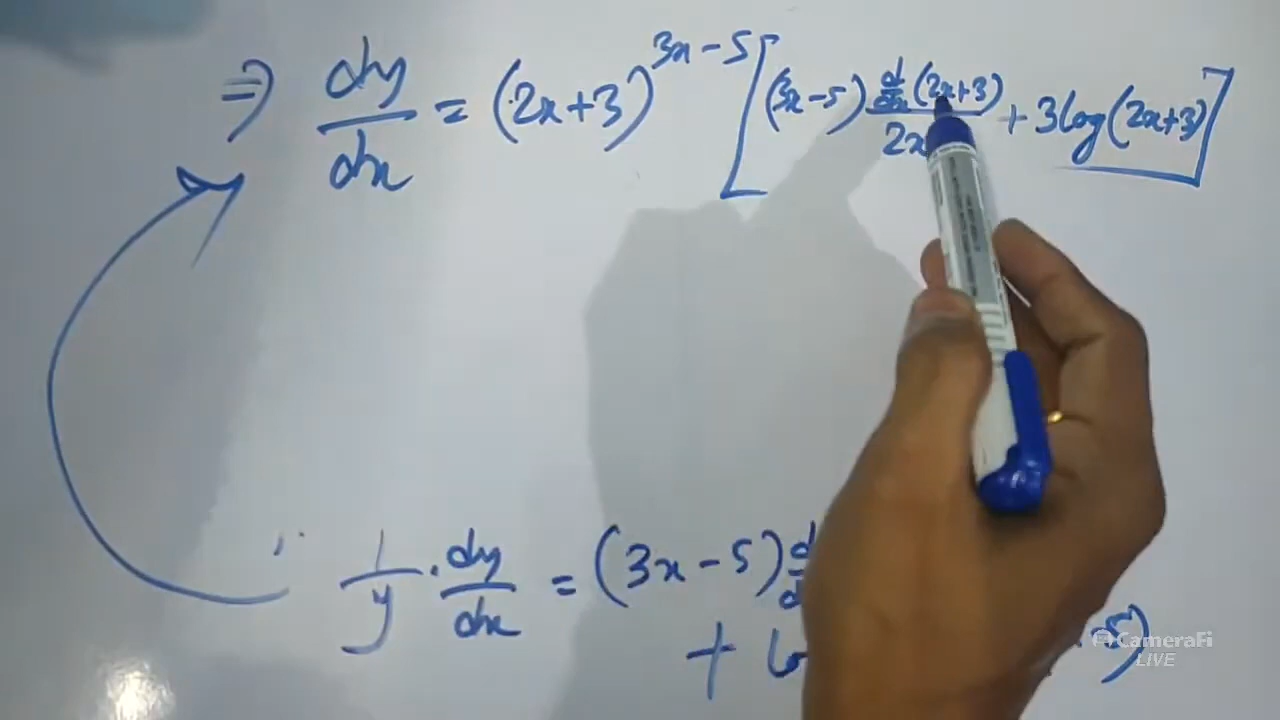 ⇒ dy/dx = (2x+3)^{3x-5} [(3x-5) d/dx (2x+3) / 2x + 3log(2x+3)]
1/y · dy/dx = (3x-5) d
+ 5)
CameraFi
LIVE